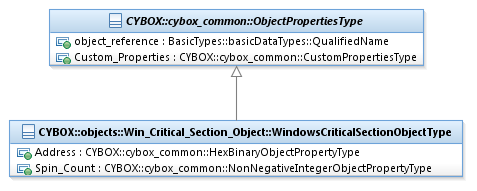 CYBOX::cybox_common::ObjectPropertiesType
object_reference : BasicTypes::basicDataTypes::QualifiedName
Custom_Properties : CYBOX::cybox_common::CustomPropertiesType
CYBOX::objects::Win_Critical_Section_Object::WindowsCriticalSectionObjectType
Address : CYBOX::cybox_common::HexBinaryObjectPropertyType
Spin_Count : CYBOX::cybox_common::NonNegativeIntegerObjectPropertyType